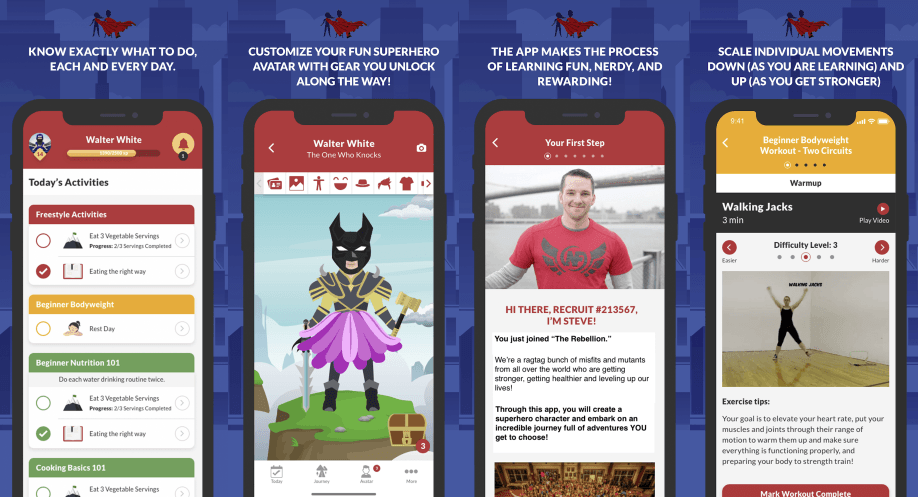 KNOW EXACTLY WHAT TO DO,
EACH AND EVERY DAY.
Walter White
1
Today's Activities
Freestyle Activities
Eat 3 Vegetable Servings
Progress: 2/3 Servings Completed
Eating the right way
Beginner Bodyweight
Rest Day
Beginner Nutrition 101
Do each water drinking routine twice.
Eat 3 Vegetable Servings
Progress: 2/3 Servings Completed
Eating the right way
Cooking Basics 101
Eat 3 Vegetable Servings
CUSTOMIZE YOUR FUN SUPERHERO
AVATAR WITH GEAR YOU UNLOCK
ALONG THE WAY!
Walter White
The One Who Knocks
3
Today
Journey
Avatar
3
More
THE APP MAKES THE PROCESS
OF LEARNING FUN, NERDY, AND
REWARDING!
Your First Step
HI THERE, RECRUIT #213567,
I'M STEVE!
You just joined "The Rebellion."
We're a ragtag bunch of misfits and mutants
from all over the world who are getting
stronger, getting healthier and leveling up our
lives!
Through this app, you will create a
superhero character and embark on an
incredible journey full of adventures YOU
get to choose!
SCALE INDIVIDUAL MOVEMENTS
DOWN (AS YOU ARE LEARNING) AND
UP (AS YOU GET STRONGER)
9:41
Beginner Bodyweight
Workout - Two Circuits
Warmup
Walking Jacks
3 min
Play Video
Difficulty Level: 3
Easier
Harder
WALKING JACKS
Exercise tips:
Your goal is to elevate your heart rate, put your
muscles and joints through their range of
motion to warm them up and make sure
everything is functioning properly, and
preparing your body to strength train!
Mark Workout Complete